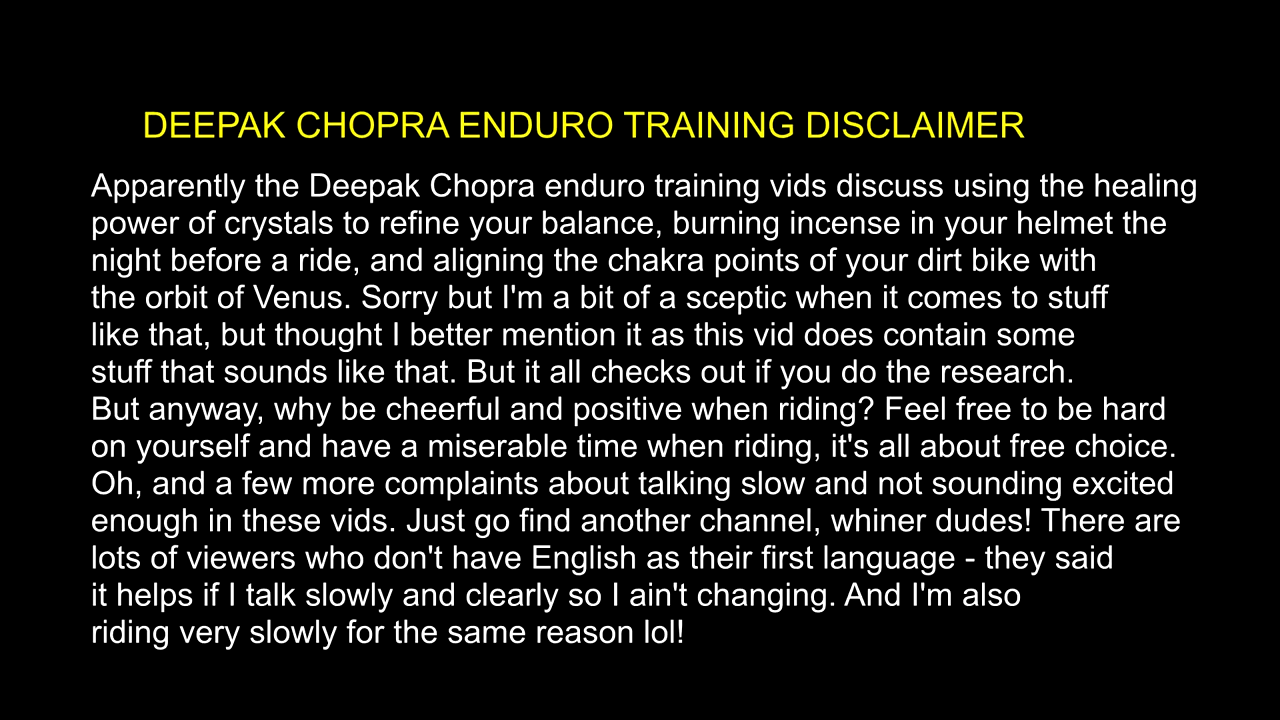 DEEPAK CHOPRA ENDURO TRAINING DISCLAIMER
Apparently the Deepak Chopra enduro training vids discuss using the healing
power of crystals to refine your balance, burning incense in your helmet the
night before a ride, and aligning the chakra points of your dirt bike with
the orbit of Venus. Sorry but I'm a bit of a sceptic when it comes to stuff
like that, but thought I better mention it as this vid does contain some
stuff that sounds like that. But it all checks out if you do the research.
But anyway, why be cheerful and positive when riding? Feel free to be hard
on yourself and have a miserable time when riding, it's all about free choice.
Oh, and a few more complaints about talking slow and not sounding excited
enough in these vids. Just go find another channel, whiner dudes! There are
lots of viewers who don't have English as their first language - they said
it helps if I talk slowly and clearly so I ain't changing. And I'm also
riding very slowly for the same reason lol!